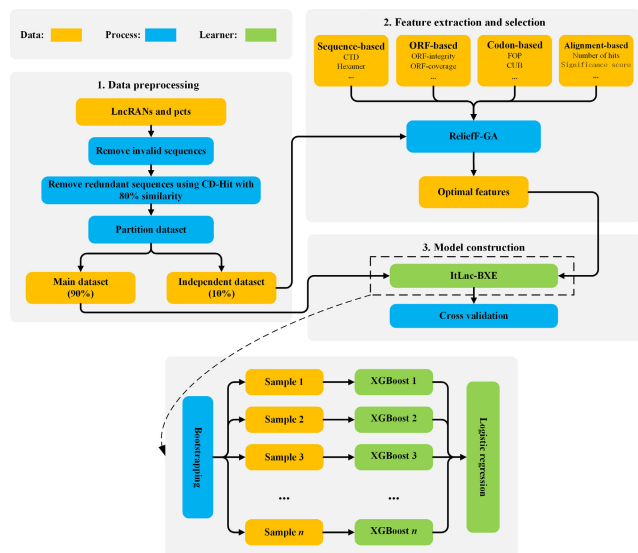 Data:
Process:
Learner:
1. Data preprocessing
LncRANs and pcts
Remove invalid sequences
Remove redundant sequences using CD-Hit with
80% similarity
Partition dataset
Main dataset
(90%)
Independent dataset
(10%)
2. Feature extraction and selection
Sequence-based
CTD
Hexamer
...
ORF-based
ORF-integrity
ORF-coverage
...
Codon-based
FOP
CUB
...
Alignment-based
Number of hits
Significance score
...
ReliefF-GA
Optimal features
3. Model construction
ItLnc-BXE
Cross validation
Bootstrapping
Sample 1
XGBoost 1
Sample 2
XGBoost 2
Sample 3
XGBoost 3
...
...
Sample n
XGBoost n
Logistic regression